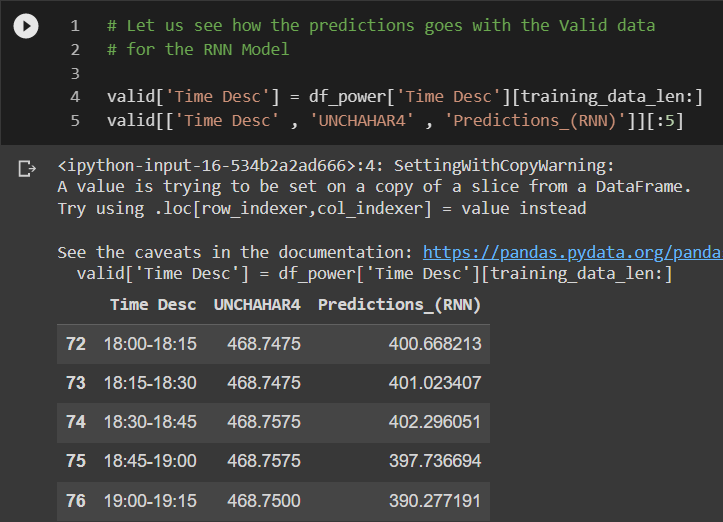 1 # Let us see how the predictions goes with the Valid data
2 # for the RNN Model
3
4 valid['Time Desc'] = df_power['Time Desc'][training_data_len:]
5 valid[['Time Desc' , 'UNCHAHAR4' , 'Predictions_(RNN)']][:5]
<ipython-input-16-534b2a2ad666>:4: SettingWithCopyWarning:
A value is trying to be set on a copy of a slice from a DataFrame.
Try using .loc[row_indexer,col_indexer] = value instead
See the caveats in the documentation: https://pandas.pydata.org/panda
valid['Time Desc'] = df_power['Time Desc'][training_data_len:]
Time Desc UNCHAHAR4 Predictions_(RNN)
72 18:00-18:15 468.7475 400.668213
73 18:15-18:30 468.7475 401.023407
74 18:30-18:45 468.7575 402.296051
75 18:45-19:00 468.7575 397.736694
76 19:00-19:15 468.7500 390.277191